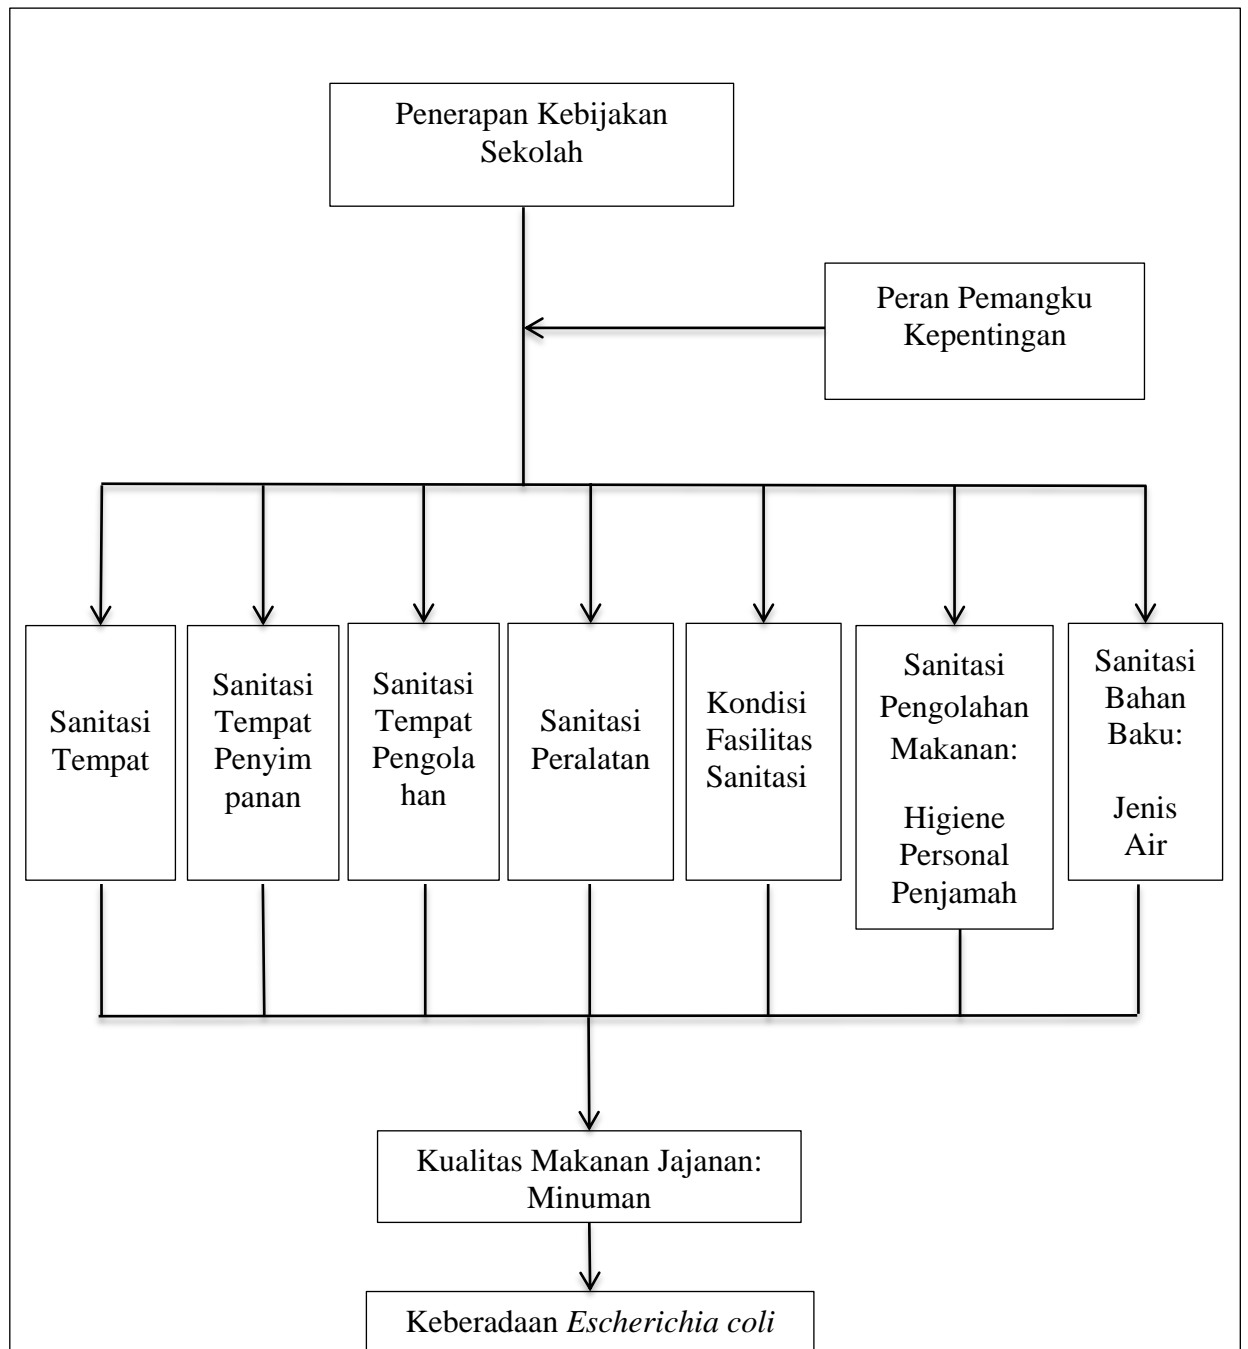 Penerapan Kebijakan
Sekolah
Peran Pemangku
Kepentingan
Sanitasi
Tempat
Sanitasi
Tempat
Penyim
panan
Sanitasi
Tempat
Pengola
han
Sanitasi
Peralatan
Kondisi
Fasilitas
Sanitasi
Sanitasi
Pengolahan
Makanan:
Higiene
Personal
Penjamah
Sanitasi
Bahan
Baku:
Jenis
Air
Kualitas Makanan Jajanan:
Minuman
Keberadaan Escherichia coli